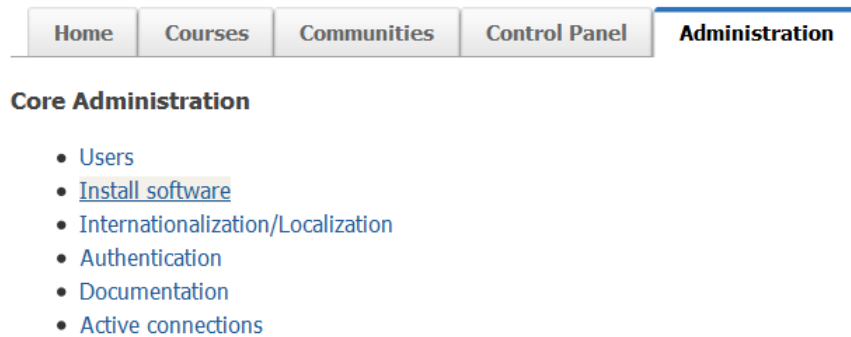 Home Courses Communities Control Panel Administration
Core Administration
Users
Install software
Internationalization/Localization
Authentication
Documentation
Active connections